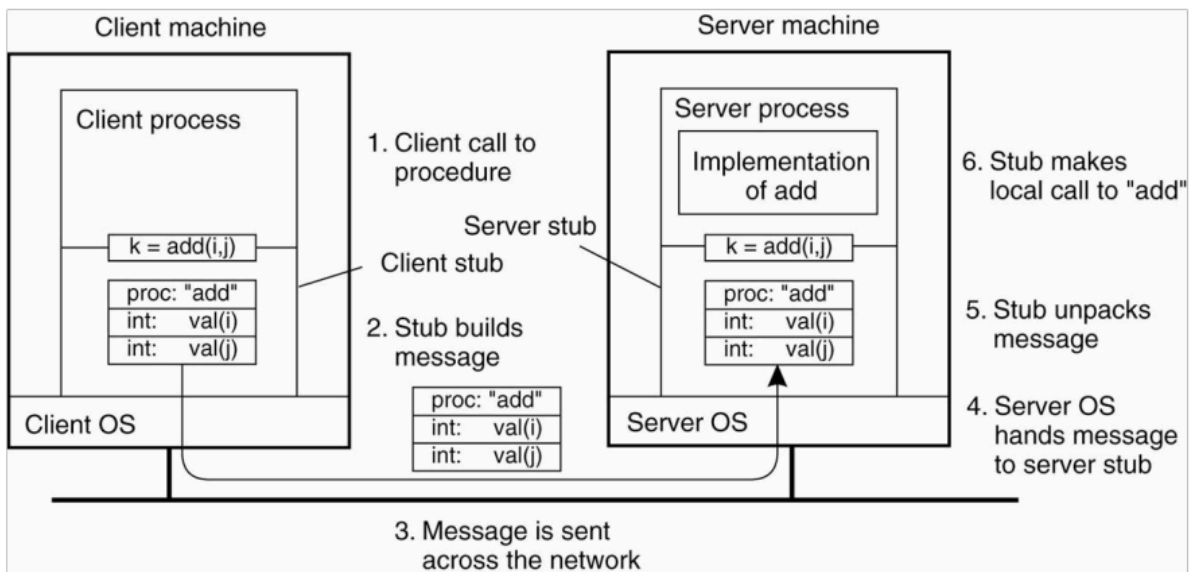 Client machine
Server machine
Client process
1. Client call to
procedure
k = add(i,j)
Client stub
proc: "add"
int: val(i)
int: val(j)
2. Stub builds
message
proc: "add"
int: val(i)
int: val(j)
Client OS
3. Message is sent
across the network
Server process
Implementation
of add
Server stub
k = add(i,j)
proc: "add"
int: val(i)
int: val(j)
Server OS
6. Stub makes
local call to "add"
5. Stub unpacks
message
4. Server OS
hands message
to server stub